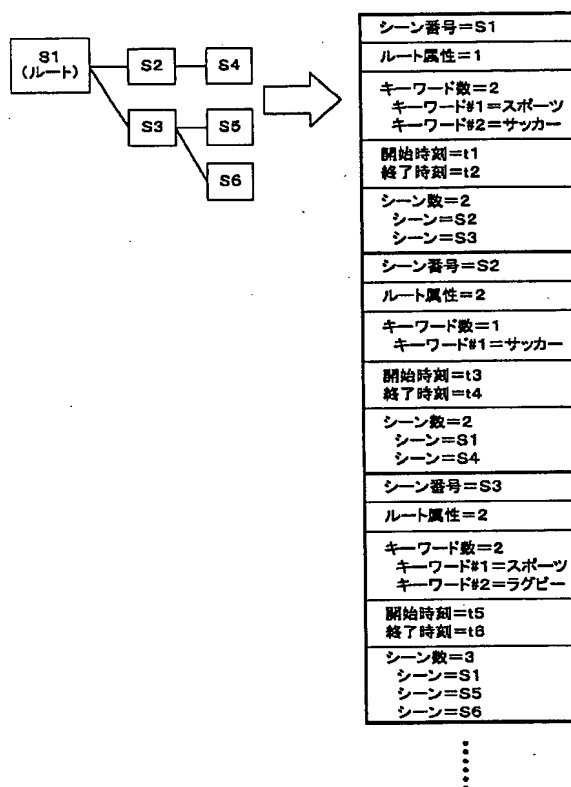 S1
(ルート)
S2
S4
S3
S5
S6
シーン番号=S1
ルート属性=1
キーワード数=2
キーワード#1=スポーツ
キーワード#2=サッカー
開始時刻=t1
終了時刻=t2
シーン数=2
シーン=S2
シーン=S3
シーン番号=S2
ルート属性=2
キーワード数=1
キーワード#1=サッカー
開始時刻=t3
終了時刻=t4
シーン数=2
シーン=S1
シーン=S4
シーン番号=S3
ルート属性=2
キーワード数=2
キーワード#1=スポーツ
キーワード#2=ラグビー
開始時刻=t5
終了時刻=t6
シーン数=3
シーン=S1
シーン=S5
シーン=S6